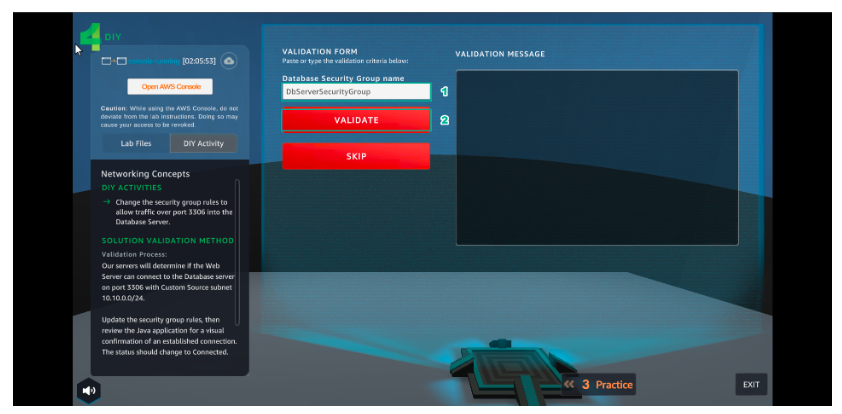 4 DIY
console running [02:05:53]
Open AWS Console
Caution: While using the AWS Console, do not
deviate from the lab instructions. Doing so may
cause your access to be revoked.
Lab Files
DIY Activity
Networking Concepts
DIY ACTIVITIES
→ Change the security group rules to
allow traffic over port 3306 into the
Database Server.
SOLUTION VALIDATION METHOD
Validation Process:
Our servers will determine if the Web
Server can connect to the Database server
on port 3306 with Custom Source subnet
10.10.0.0/24.
Update the security group rules, then
review the Java application for a visual
confirmation of an established connection.
The status should change to Connected.
VALIDATION FORM
Paste or type the validation criteria below:
Database Security Group name
DbServerSecurityGroup
1
VALIDATE
2
SKIP
VALIDATION MESSAGE
3 Practice
EXIT